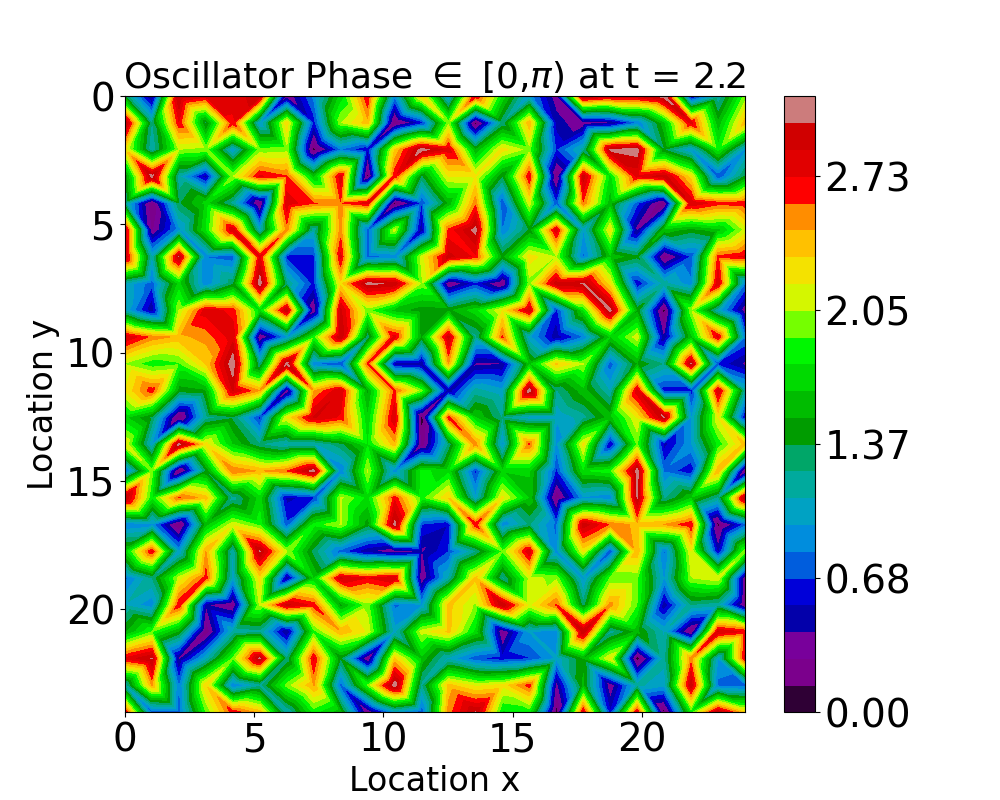 Oscillator Phase ∈ [0,π) at t = 2.2
0
5
10
15
20
Location y
0 5 10 15 20
Location x
2.73
2.05
1.37
0.68
0.00